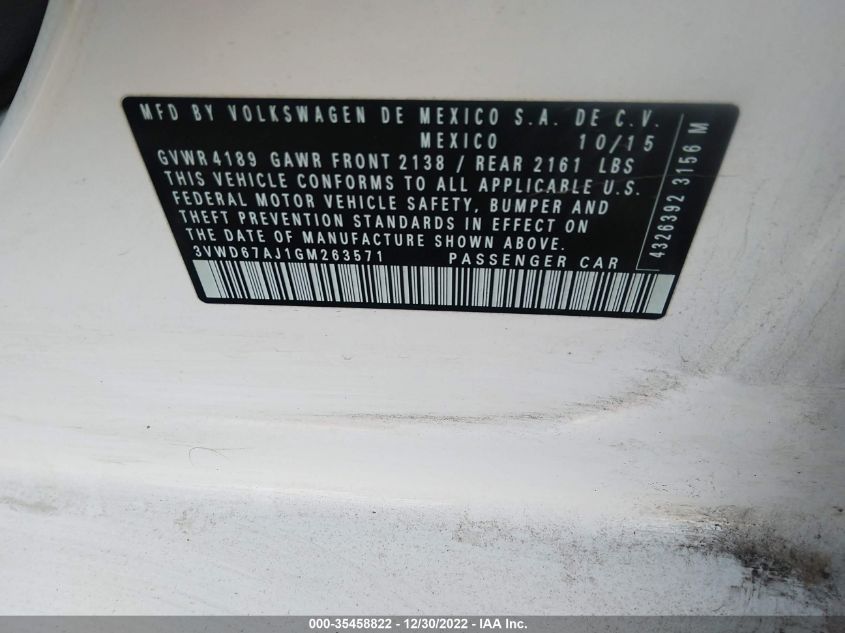 MFD BY VOLKSWAGEN DE MEXICO S.A. DE C.V.
MEXICO 10/15
GVWR 4189 GAWR FRONT 2138 / REAR 2161 LBS
THIS VEHICLE CONFORMS TO ALL APPLICABLE U.S.
FEDERAL MOTOR VEHICLE SAFETY, BUMPER AND
THEFT PREVENTION STANDARDS IN EFFECT ON
THE DATE OF MANUFACTURE SHOWN ABOVE.
3VWD67AJ1GM263571 PASSENGER CAR
4326392 3156 M
000-35458822 - 12/30/2022 - IAA Inc.